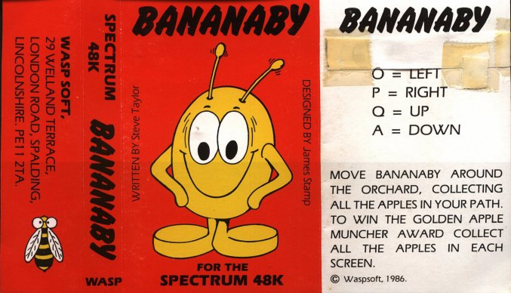 WASP SOFT,
29 WELLAND TERRACE,
LONDON ROAD, SPALDING,
LINCOLNSHIRE. PE11 2TA.
SPECTRUM
48K
BANANABY
WASP
BANANABY
WRITTEN BY Steve Taylor
DESIGNED BY James Stamp
FOR THE
SPECTRUM 48K
BANANABY
O = LEFT
P = RIGHT
Q = UP
A = DOWN
MOVE BANANABY AROUND
THE ORCHARD, COLLECTING
ALL THE APPLES IN YOUR PATH.
TO WIN THE GOLDEN APPLE
MUNCHER AWARD COLLECT
ALL THE APPLES IN EACH
SCREEN.
© Waspsoft, 1986.